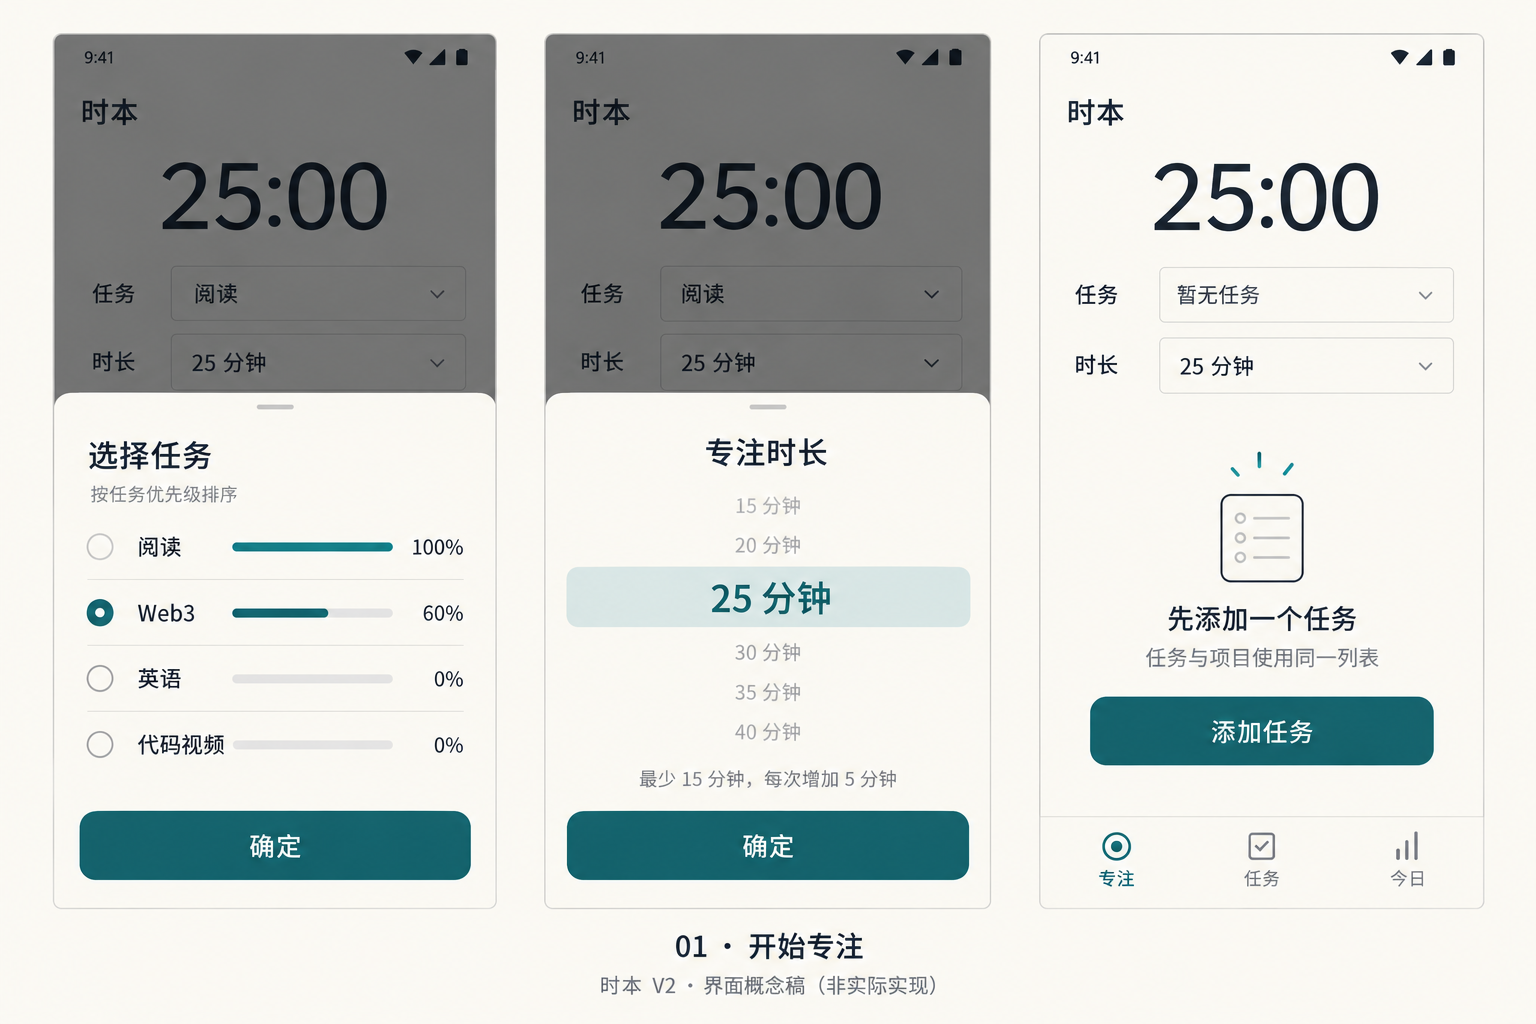 9:41
时本
25:00
任务 阅读
时长 25 分钟
选择任务
按任务优先级排序
阅读 100%
Web3 60%
英语 0%
代码视频 0%
确定
9:41
时本
25:00
任务 阅读
时长 25 分钟
专注时长
15 分钟
20 分钟
25 分钟
30 分钟
35 分钟
40 分钟
最少 15 分钟，每次增加 5 分钟
确定
9:41
时本
25:00
任务 暂无任务
时长 25 分钟
先添加一个任务
任务与项目使用同一列表
添加任务
专注 任务 今日
01 · 开始专注
时本 V2 · 界面概念稿（非实际实现）